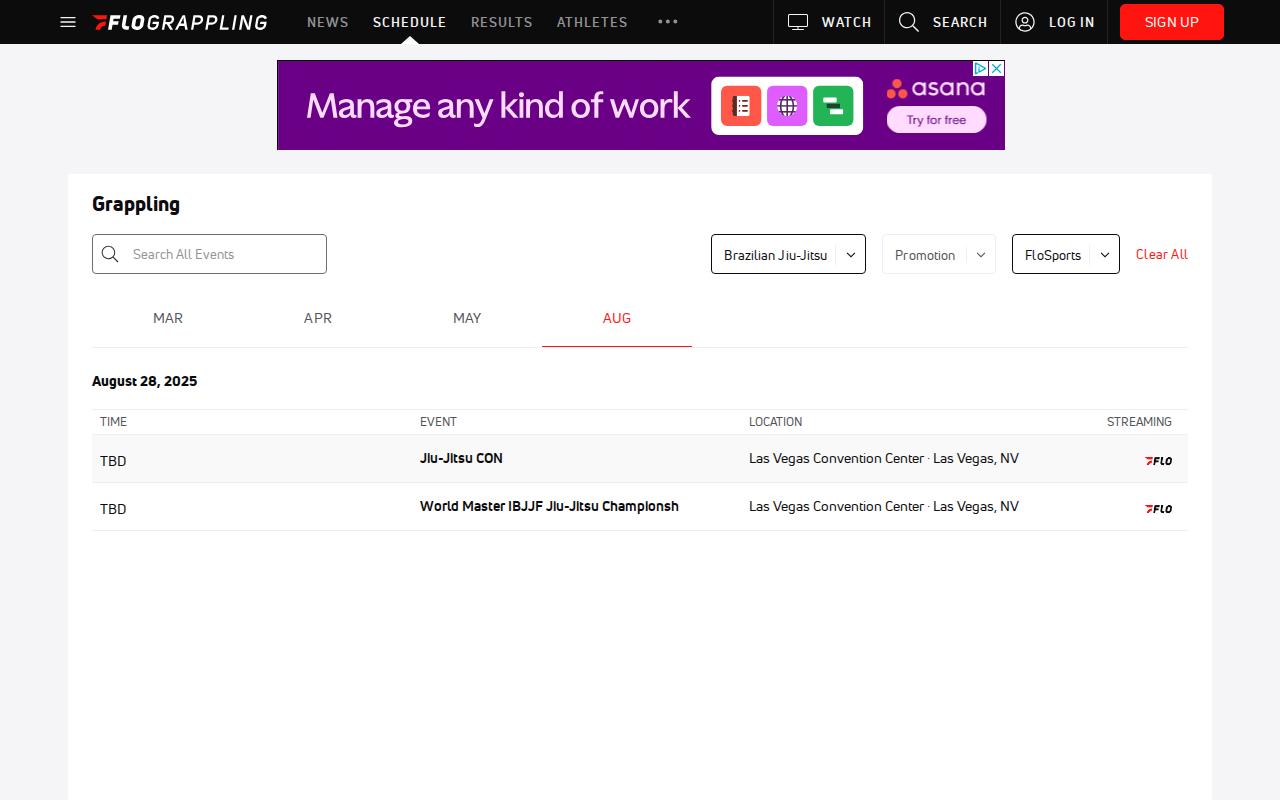 FLOGRAPPLING NEWS SCHEDULE RESULTS ATHLETES ••• WATCH SEARCH LOG IN SIGN UP
Manage any kind of work
asana
Try for free
Grappling
Search All Events
Brazilian Jiu-Jitsu
Promotion
FloSports
Clear All
MAR APR MAY AUG
August 28, 2025
TIME EVENT LOCATION STREAMING
TBD Jiu-Jitsu CON Las Vegas Convention Center · Las Vegas, NV FLO
TBD World Master IBJJF Jiu-Jitsu Championsh Las Vegas Convention Center · Las Vegas, NV FLO